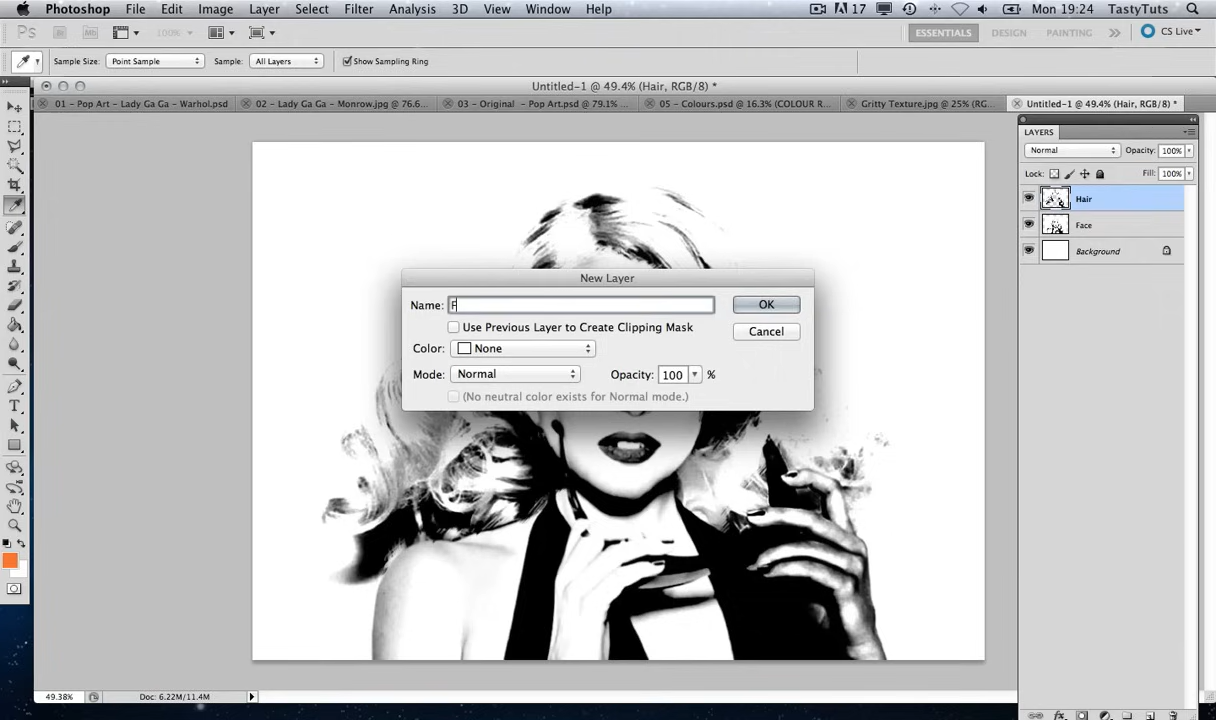 Photoshop File Edit Image Layer Select Filter Analysis 3D View Window Help 17 Mon 19:24 TastyTuts
Ps Br Mb 100% ESSENTIALS DESIGN PAINTING CS Live
Sample Size: Point Sample Sample: All Layers Show Sampling Ring
Untitled-1 @ 49.4% (Hair, RGB/8) *
01 - Pop Art - Lady Ga Ga - Warhol.psd 02 - Lady Ga Ga - Monrow.jpg @ 76.6... 03 - Original - Pop Art.psd @ 79.1% ... 05 - Colours.psd @ 16.3% (COLOUR R... Gritty Texture.jpg @ 25% (RG... Untitled-1 @ 49.4% (Hair, RGB/8) *
LAYERS
Normal Opacity: 100%
Lock: Fill: 100%
Hair
Face
Background
New Layer
Name: F OK
Use Previous Layer to Create Clipping Mask Cancel
Color: None
Mode: Normal Opacity: 100 %
(No neutral color exists for Normal mode.)
T
49.38% Doc: 6.22M/11.4M
fx